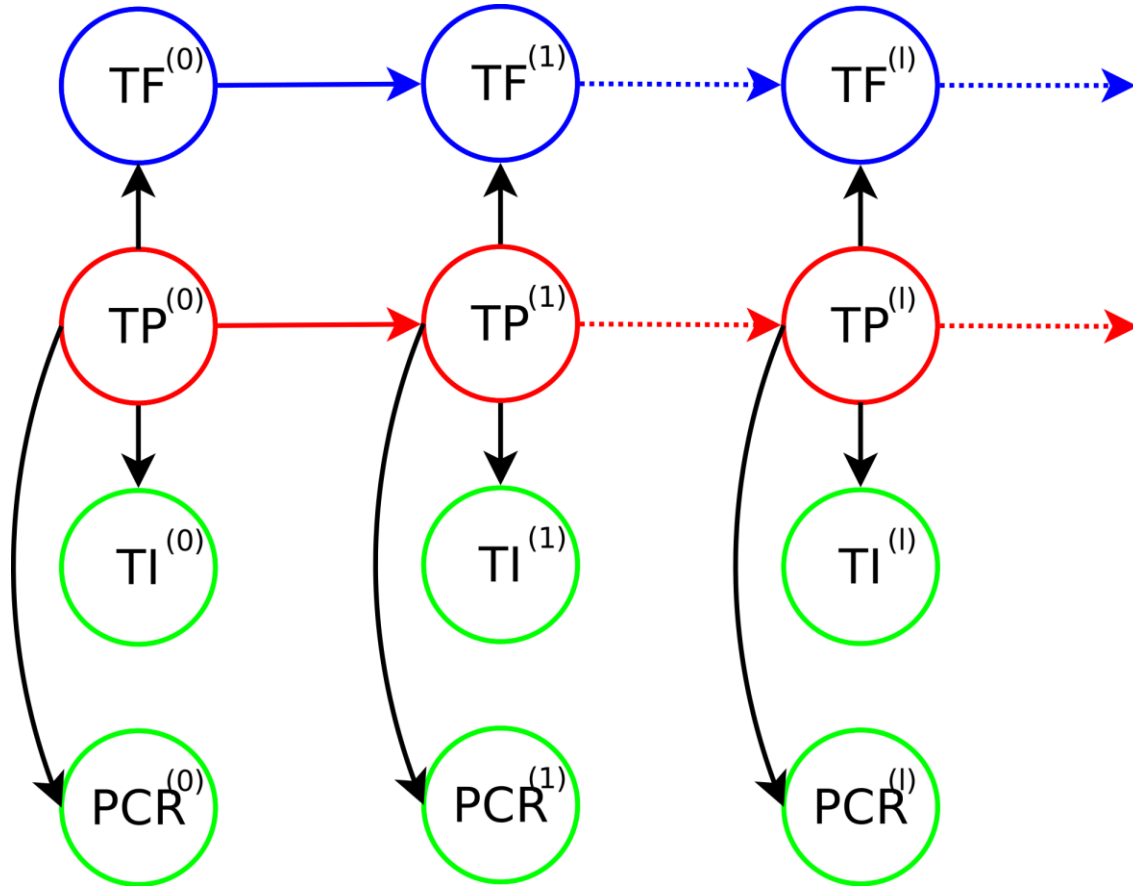 TF(0) TF(1) TF(l)
TP(0) TP(1) TP(l)
TI(0) TI(1) TI(l)
PCR(0) PCR(1) PCR(l)